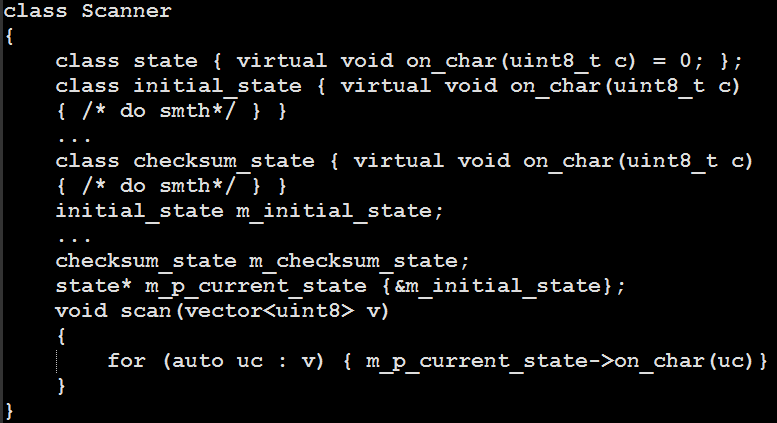 class Scanner
{
class state { virtual void on_char(uint8_t c) = 0; };
class initial_state { virtual void on_char(uint8_t c)
{ /* do smth*/ } }
...
class checksum_state { virtual void on_char(uint8_t c)
{ /* do smth*/ } }
initial_state m_initial_state;
...
checksum_state m_checksum_state;
state* m_p_current_state {&m_initial_state};
void scan(vector<uint8> v)
{
for (auto uc : v) { m_p_current_state->on_char(uc)}
}
}